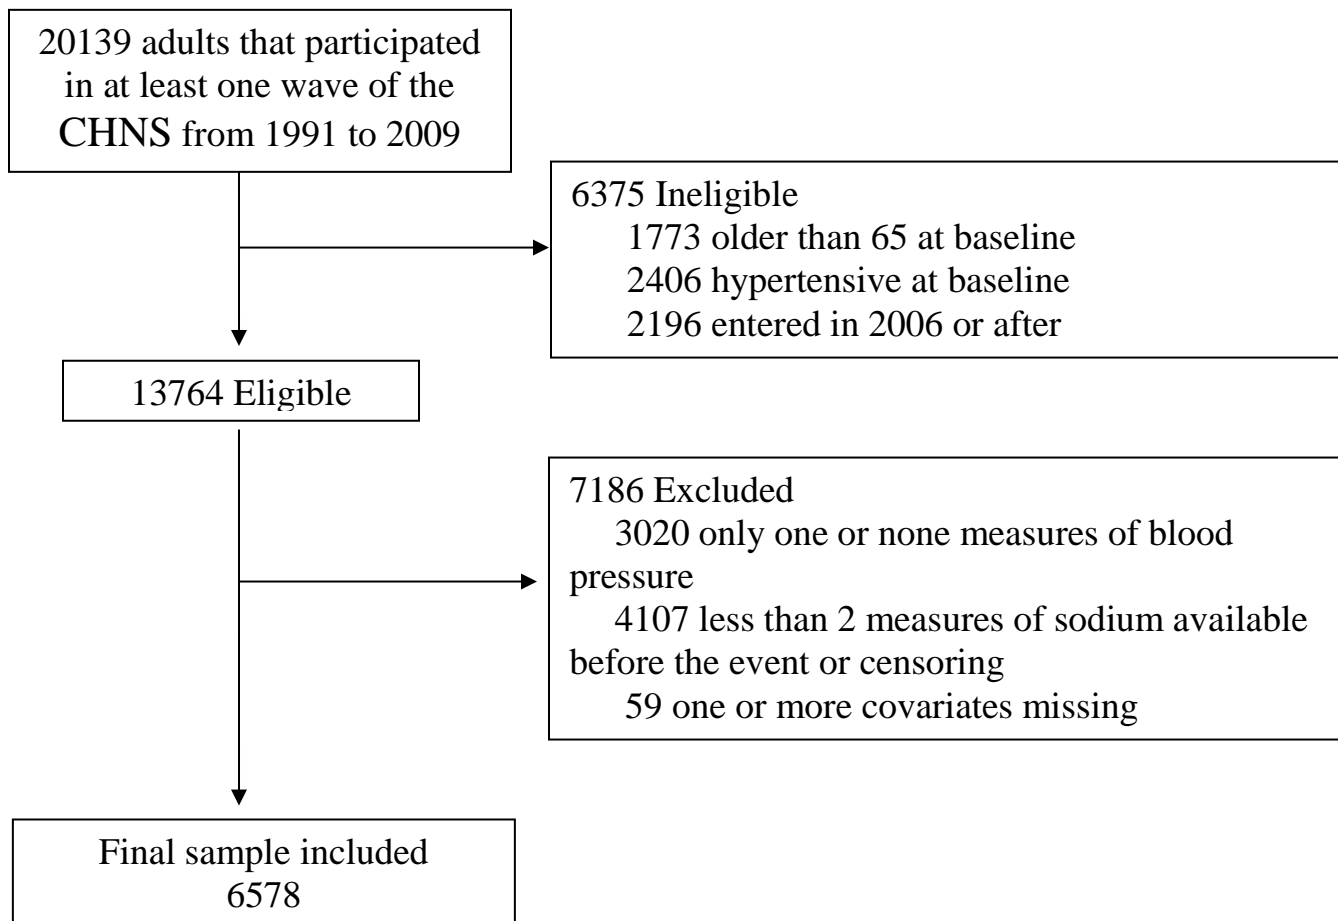 20139 adults that participated
in at least one wave of the
CHNS from 1991 to 2009
6375 Ineligible
1773 older than 65 at baseline
2406 hypertensive at baseline
2196 entered in 2006 or after
13764 Eligible
7186 Excluded
3020 only one or none measures of blood
pressure
4107 less than 2 measures of sodium available
before the event or censoring
59 one or more covariates missing
Final sample included
6578